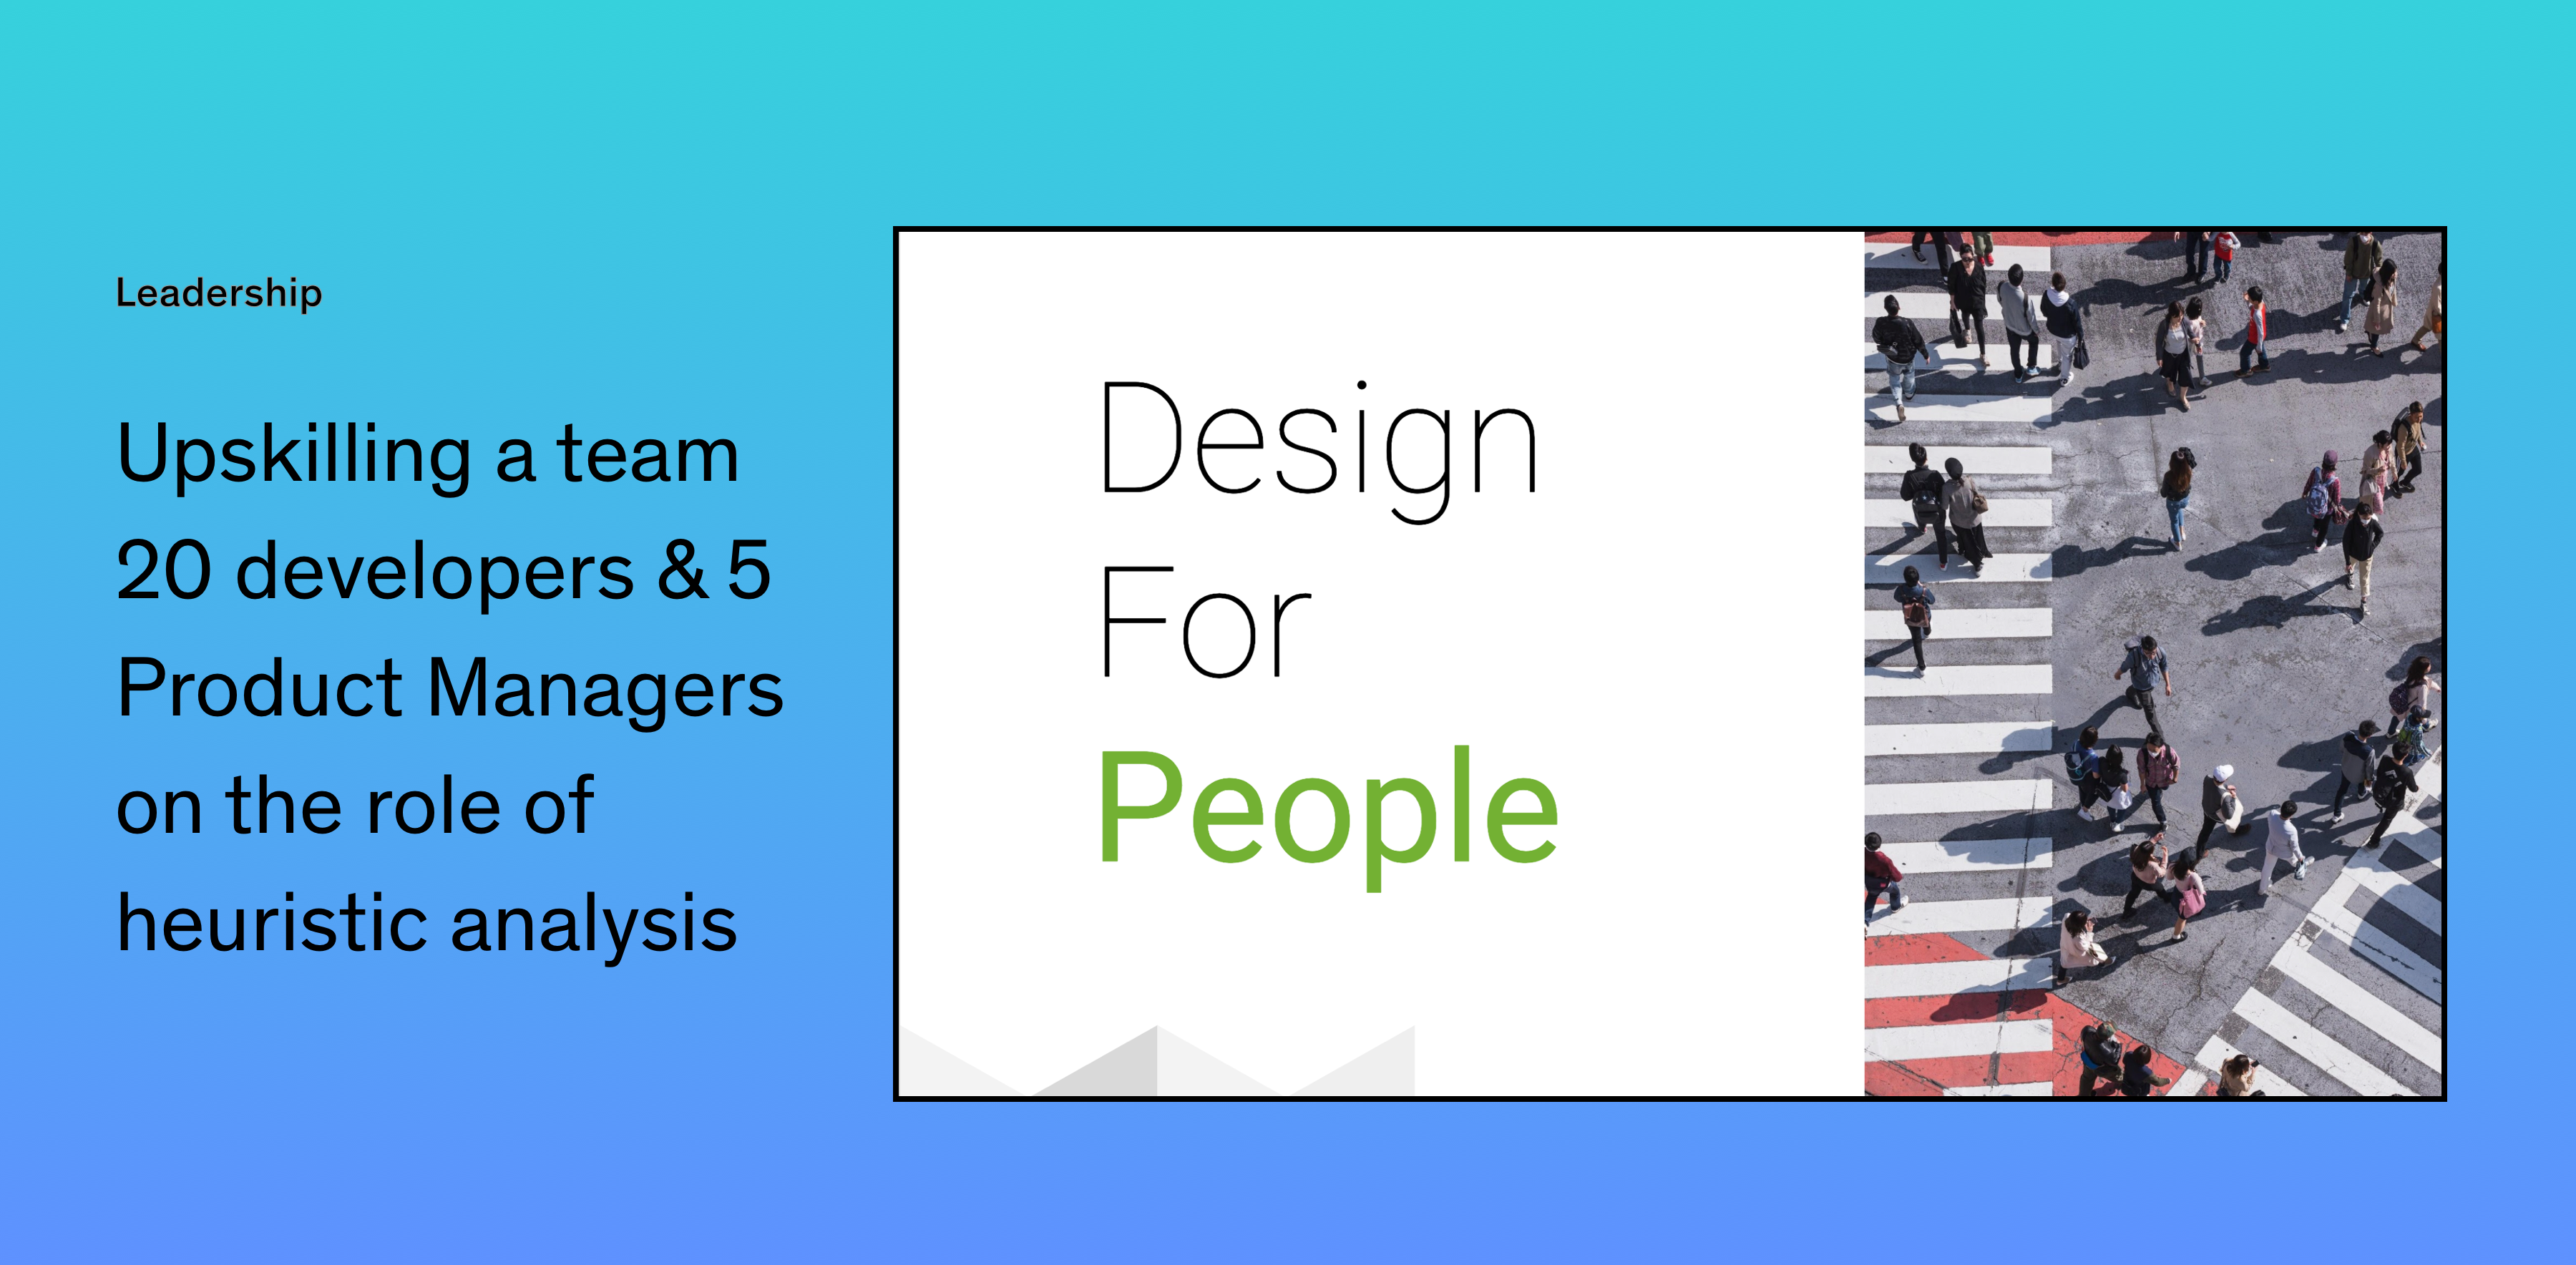 Leadership
Upskilling a team
20 developers & 5
Product Managers
on the role of
heuristic analysis
Design
For
People